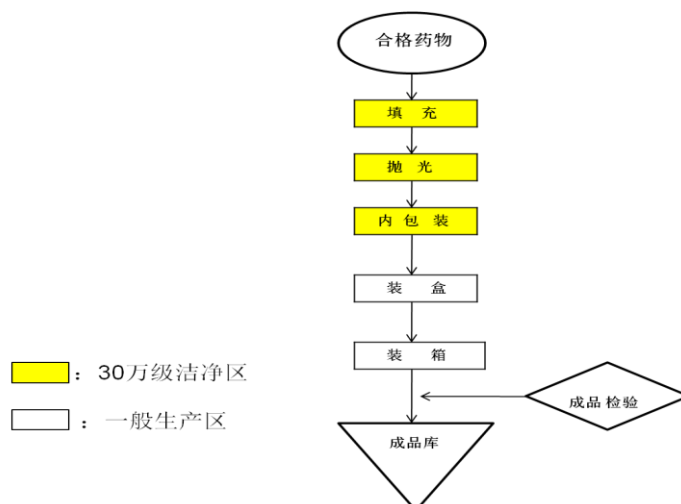 合格药物
填 充
抛 光
内 包 装
装 盒
装 箱
成品 检验
成品库
：30万级洁净区
：一般生产区